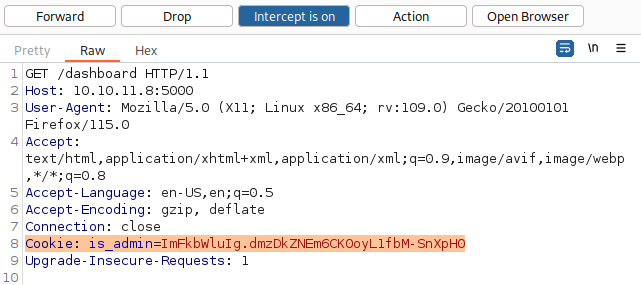 Forward Drop Intercept is on Action Open Browser
Pretty Raw Hex \n ≡
1 GET /dashboard HTTP/1.1
2 Host: 10.10.11.8:5000
3 User-Agent: Mozilla/5.0 (X11; Linux x86_64; rv:109.0) Gecko/20100101
Firefox/115.0
4 Accept:
text/html,application/xhtml+xml,application/xml;q=0.9,image/avif,image/webp
,*/*;q=0.8
5 Accept-Language: en-US,en;q=0.5
6 Accept-Encoding: gzip, deflate
7 Connection: close
8 Cookie: is_admin=ImFkbWluIg.dmzDkZNEm6CK0oyL1fbM-SnXpH0
9 Upgrade-Insecure-Requests: 1
10